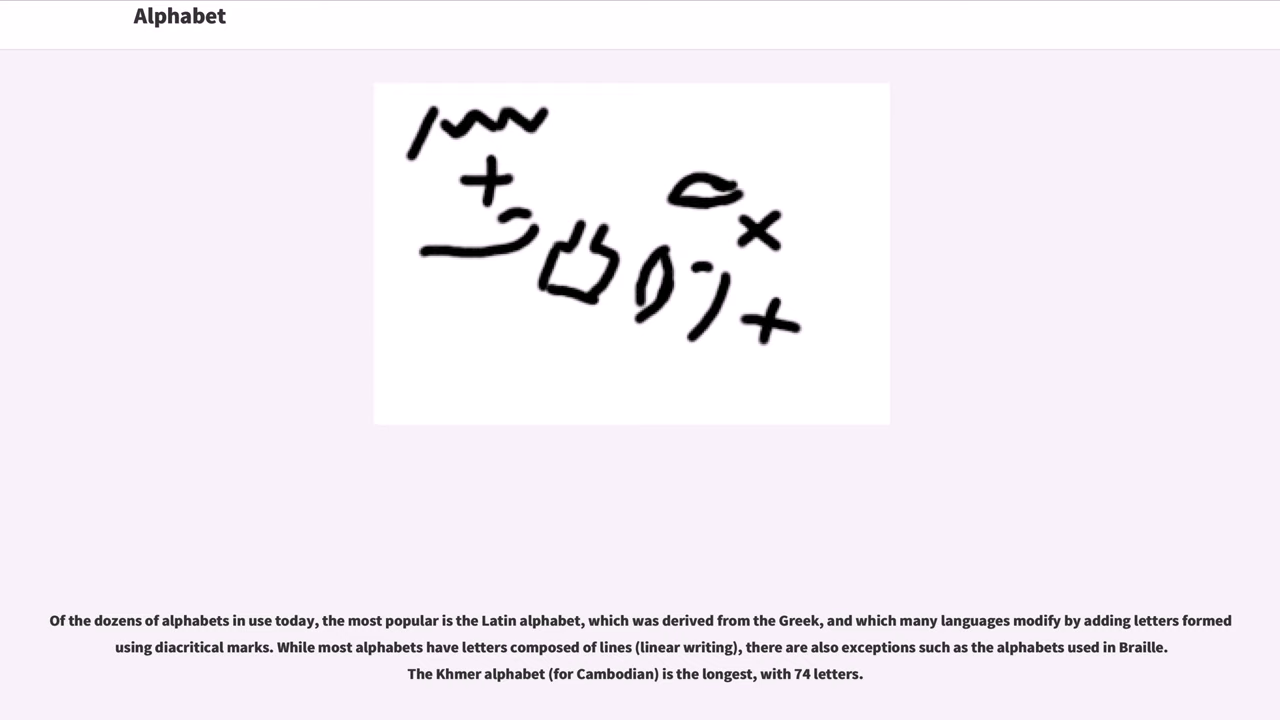 Alphabet
Of the dozens of alphabets in use today, the most popular is the Latin alphabet, which was derived from the Greek, and which many languages modify by adding letters formed
using diacritical marks. While most alphabets have letters composed of lines (linear writing), there are also exceptions such as the alphabets used in Braille.
The Khmer alphabet (for Cambodian) is the longest, with 74 letters.